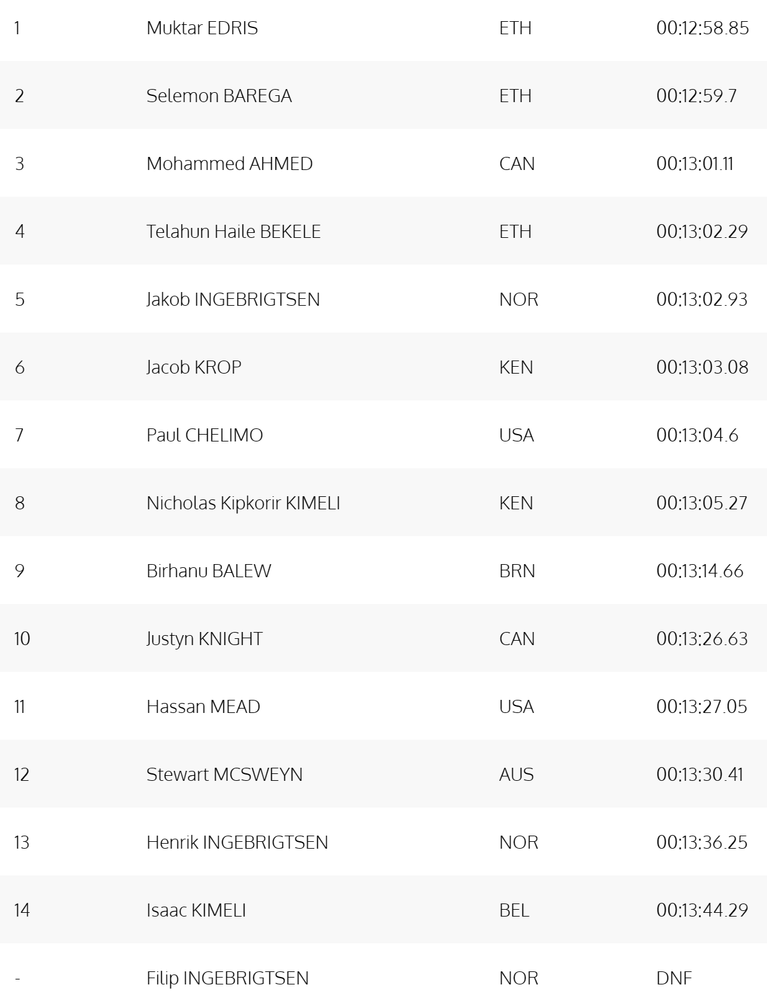 1 Muktar EDRIS ETH 00:12:58.85
2 Selemon BAREGA ETH 00:12:59.7
3 Mohammed AHMED CAN 00:13:01.11
4 Telahun Haile BEKELE ETH 00:13:02.29
5 Jakob INGEBRIGTSEN NOR 00:13:02.93
6 Jacob KROP KEN 00:13:03.08
7 Paul CHELIMO USA 00:13:04.6
8 Nicholas Kipkorir KIMELI KEN 00:13:05.27
9 Birhanu BALEW BRN 00:13:14.66
10 Justyn KNIGHT CAN 00:13:26.63
11 Hassan MEAD USA 00:13:27.05
12 Stewart MCSWEYN AUS 00:13:30.41
13 Henrik INGEBRIGTSEN NOR 00:13:36.25
14 Isaac KIMELI BEL 00:13:44.29
- Filip INGEBRIGTSEN NOR DNF